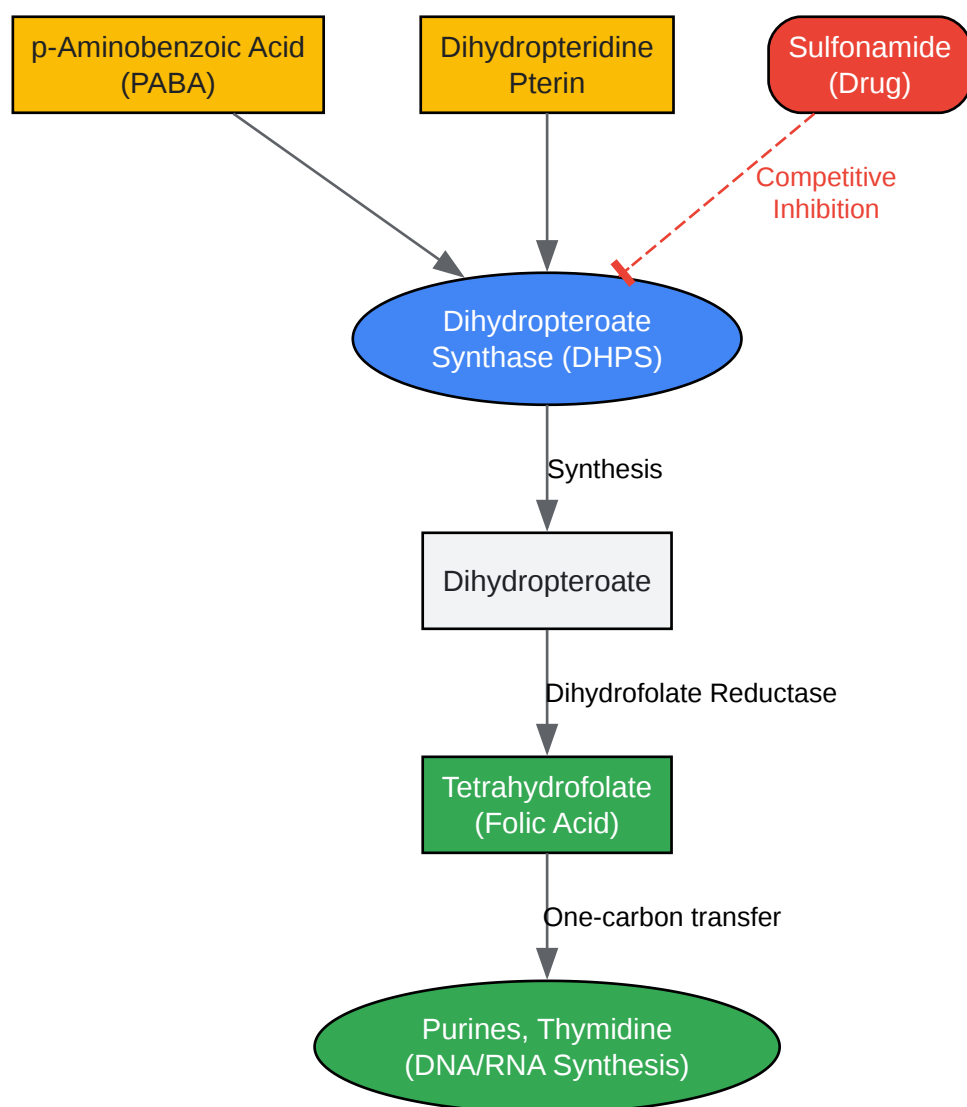 p-Aminobenzoic Acid
(PABA)
Dihydropteridine
Pterin
Sulfonamide
(Drug)
Competitive
Inhibition
Dihydropteroate
Synthase (DHPS)
Synthesis
Dihydropteroate
Dihydrofolate Reductase
Tetrahydrofolate
(Folic Acid)
One-carbon transfer
Purines, Thymidine
(DNA/RNA Synthesis)